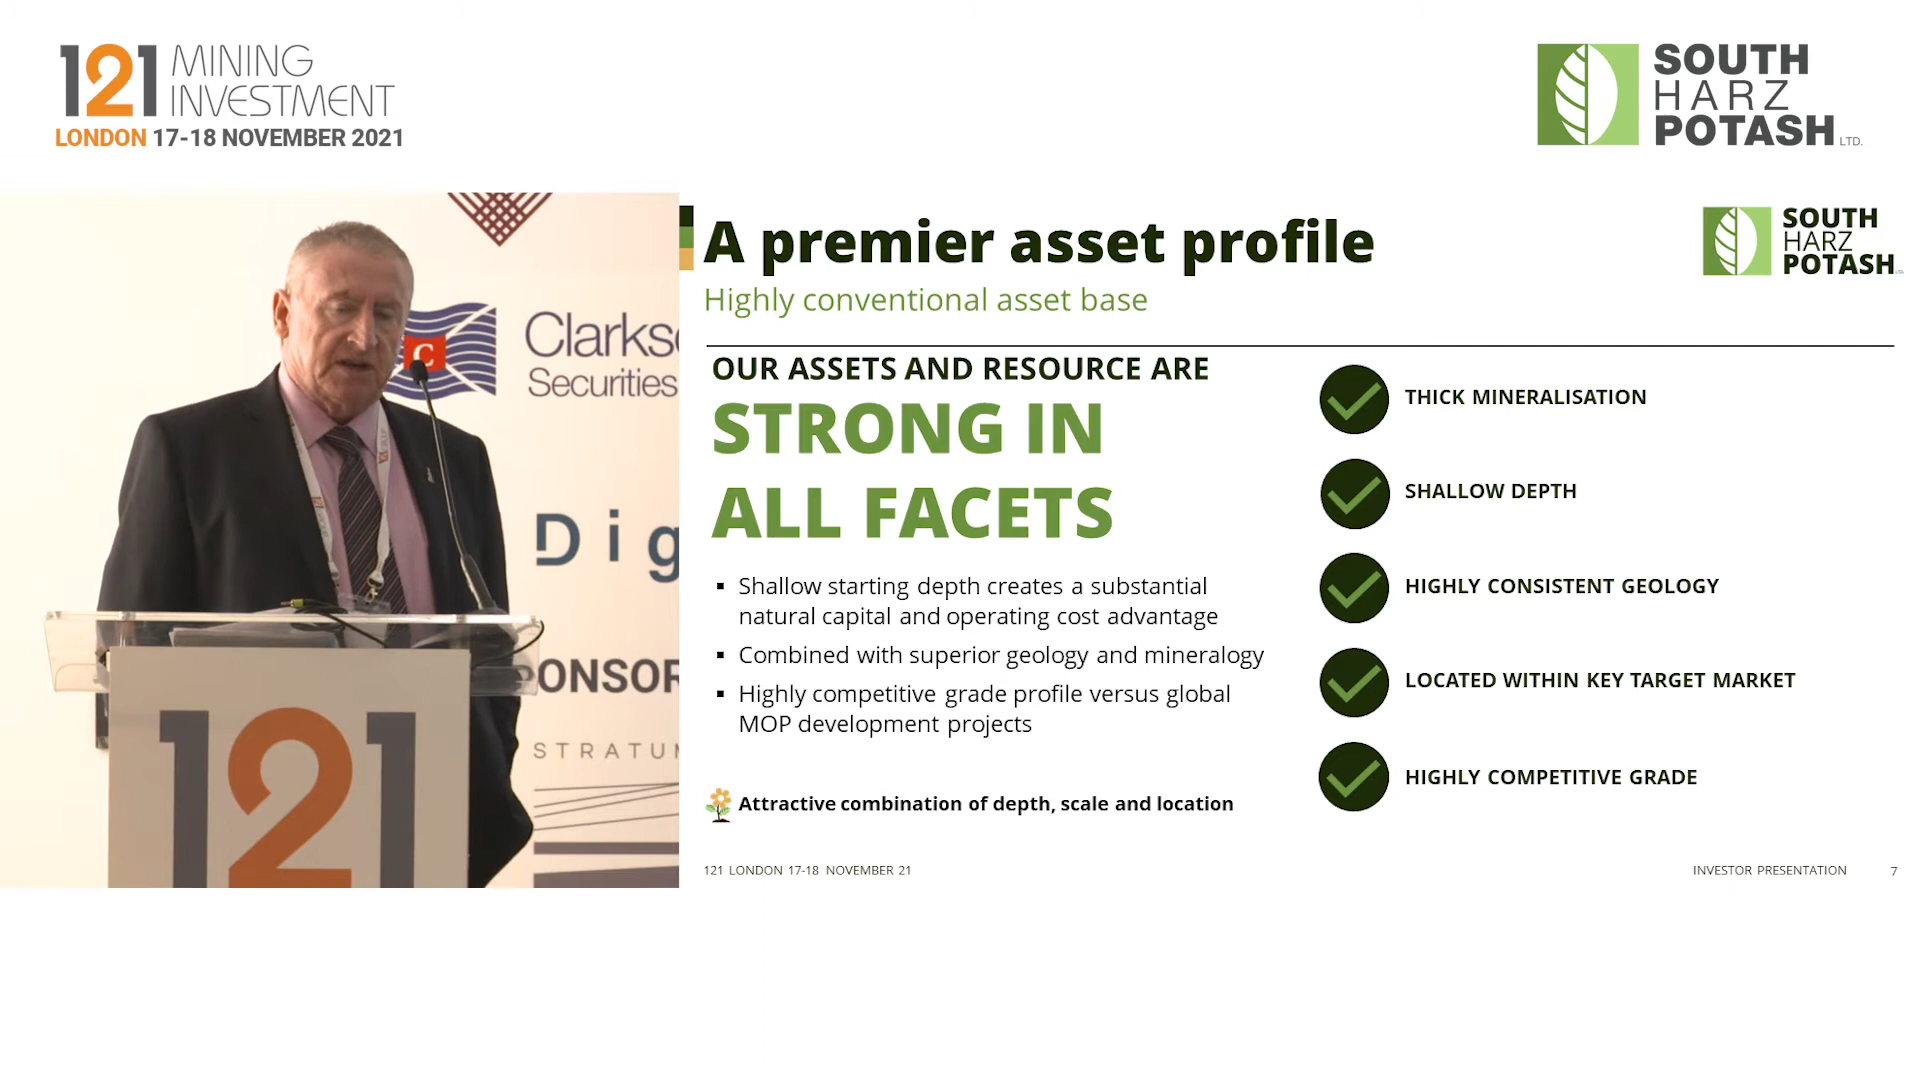 121 MINING
INVESTMENT
LONDON 17-18 NOVEMBER 2021
SOUTH
HARZ
POTASH LTD.
Clarks
Securities
C
Dig
ONSOR
STRATU
121
A premier asset profile
Highly conventional asset base
SOUTH
HARZ
POTASH
OUR ASSETS AND RESOURCE ARE
STRONG IN
ALL FACETS
▪ Shallow starting depth creates a substantial
natural capital and operating cost advantage
▪ Combined with superior geology and mineralogy
▪ Highly competitive grade profile versus global
MOP development projects
Attractive combination of depth, scale and location
THICK MINERALISATION
SHALLOW DEPTH
HIGHLY CONSISTENT GEOLOGY
LOCATED WITHIN KEY TARGET MARKET
HIGHLY COMPETITIVE GRADE
121 LONDON 17-18 NOVEMBER 21
INVESTOR PRESENTATION 7